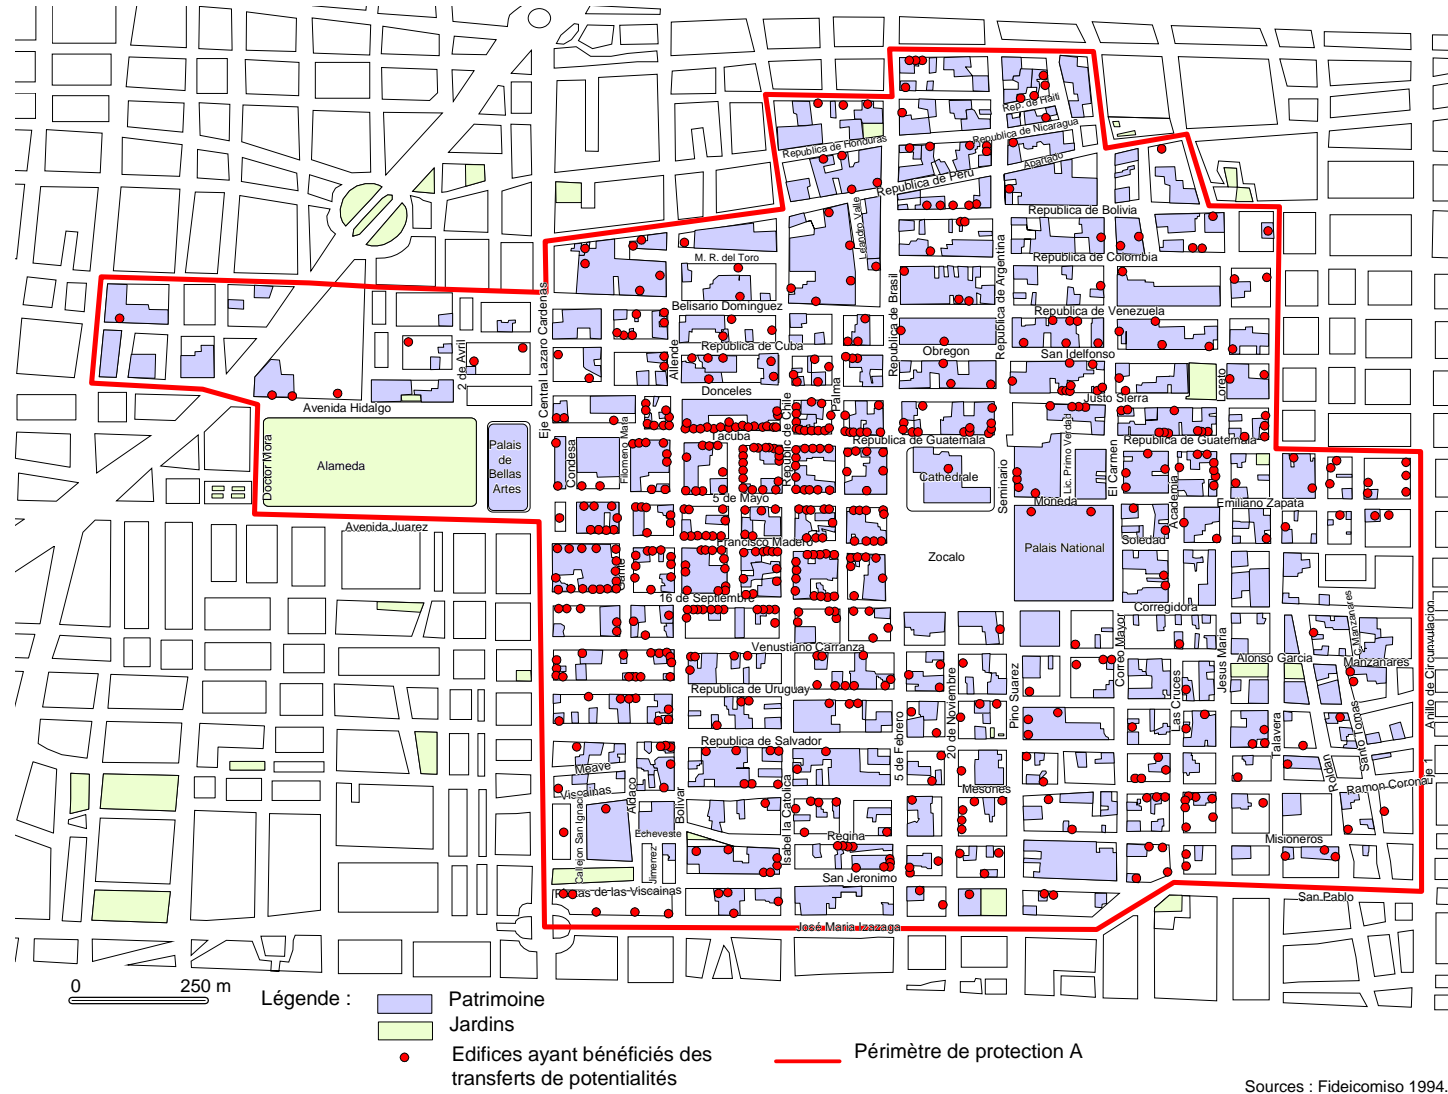 Rep. de Haiti
Republica de Nicaragua
Republica de Honduras
Apartado
Republica de Peru
Leandro Valle
Republica de Bolivia
Republica de Argentina
M. R. del Toro
Republica de Colombia
Republica de Brasil
Eje Central Lazaro Cardenas
Belisario Dominguez
Republica de Venezuela
Allende
Republica de Cuba
2 de Avril
Obregon
San Idelfonso
Donceles
Palma
Justo Sierra
Loreto
Avenida Hidalgo
Republic de Chile
Filomeno Mata
Tacuba
Republica de Guatemala
Lic. Primo Verdad
Republica de Guatemala
Doctor Mora
Alameda
Palais
de
Bellas
Artes
Condesa
Cathedrale
Seminario
El Carmen
Academia
5 de Mayo
Moneda
Emiliano Zapata
Avenida Juarez
Francisco Madero
Soledad
Zocalo
Palais National
Gante
16 de Septiembre
Corregidora
Venustiano Carranza
Correo Mayor
Jesus Maria
Alonso Garcia
Manzanares
Anillo de Circunvalacion
Republica de Uruguay
Pino Suarez
20 de Noviembre
5 de Febrero
Las Cruces
Republica de Salvador
Talavera
Santo Tomas
Roldan
Eje 1
Meave
Viscainas
Aldaco
Bolivar
Isabel la Catolica
Mesones
Ramon Corona
Callejon San Ignacio
Echeveste
Jimerrez
Regina
Misioneros
San Jeronimo
de las Viscainas
San Pablo
José Maria Izazaga
0 250 m
Légende :
Patrimoine
Jardins
Edifices ayant bénéficiés des
transferts de potentialités
Périmètre de protection A
Sources : Fideicomiso 1994.